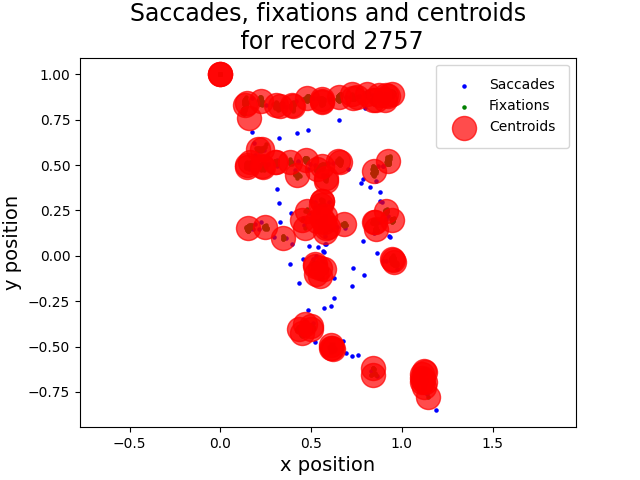 Saccades, fixations and centroids
for record 2757
Saccades
Fixations
Centroids
1.00
0.75
0.50
0.25
0.00
−0.25
−0.50
−0.75
y position
−0.5
0.0
0.5
1.0
1.5
x position